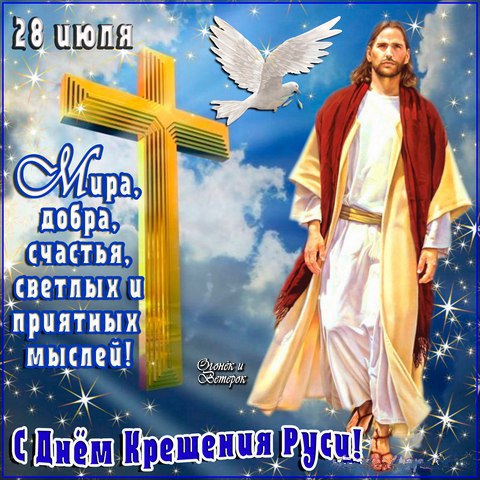 28 июля
Мира,
добра,
счастья,
светлых и
приятных
мыслей!
Огонёк и
Ветерок
С Днём Крещения Руси!